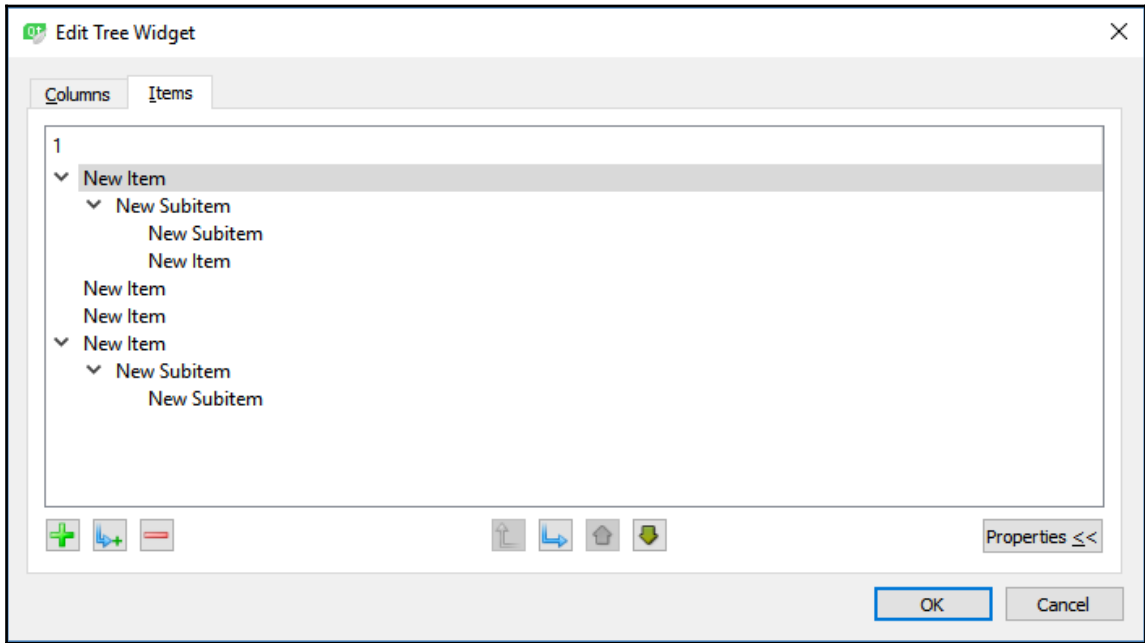 Edit Tree Widget
Columns Items
1
New Item
New Subitem
New Subitem
New Item
New Item
New Item
New Item
New Subitem
New Subitem
Properties <<
OK Cancel